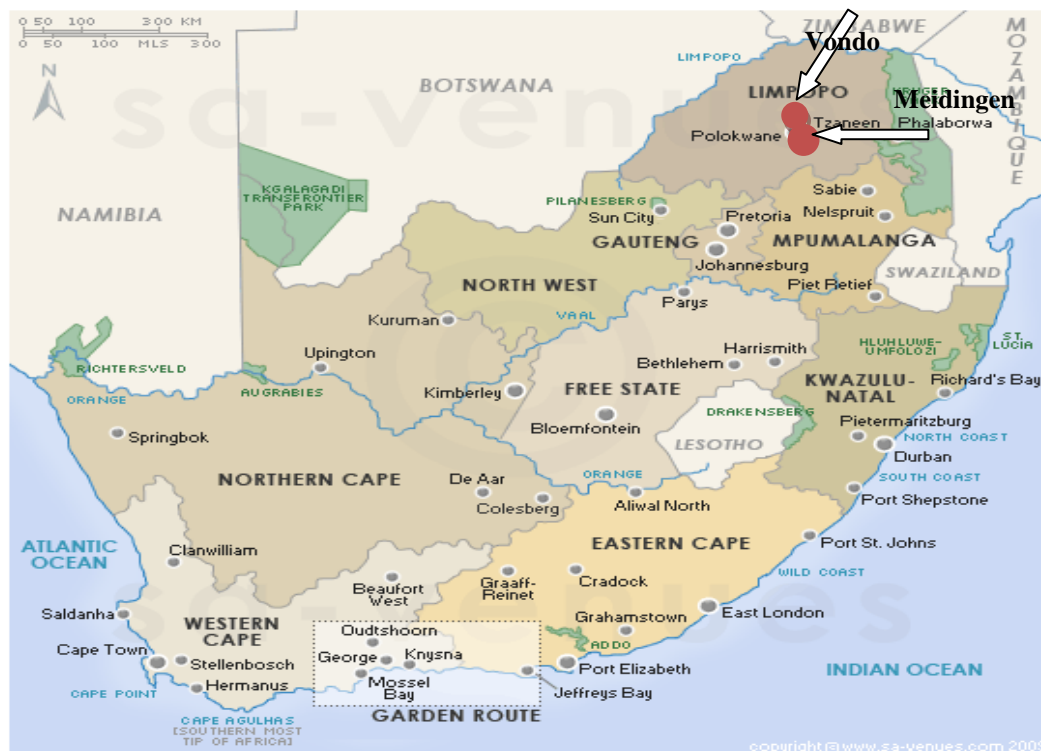 0 50 100 300 KM
0 50 100 MLS 300
N
ZIMBABWE
Vondo
LIMPOPO
MOZAMBIQUE
BOTSWANA
LIMPOPO
KRUGER
Meidingen
Tzaneen
Phalaborwa
Polokwane
sa-venues
KGALAGADI
TRANSFRONTIER
PARK
NAMIBIA
Sabie
PILANESBERG
Sun City
Nelspruit
Pretoria
GAUTENG
MPUMALANGA
Johannesburg
SWAZILAND
NORTH WEST
Piet Retief
Parys
Kuruman
VAAL
ST.
LUCIA
HLUHLUWE-
UMFOLOZI
Harrismith
Upington
Bethlehem
RICHTERSVELD
Richard's Bay
KWAZULU-
NATAL
AUGRABIES
Kimberley
FREE STATE
ORANGE
DRAKENSBERG
Pietermaritzburg
Bloemfontein
Springbok
NORTH COAST
LESOTHO
Durban
ORANGE
SOUTH COAST
NORTHERN CAPE
De Aar
Colesberg
Aliwal North
Port Shepstone
ATLANTIC
OCEAN
EASTERN CAPE
Port St. Johns
Clanwilliam
WILD COAST
Beaufort
West
Graaff-
Reinet
Cradock
Saldanha
sa-venues
East London
Grahamstown
WESTERN
CAPE
Oudtshoorn
ADDO
Cape Town
Stellenbosch
George
Knysna
Port Elizabeth
INDIAN OCEAN
Mossel
Bay
Hermanus
Jeffreys Bay
CAPE POINT
GARDEN ROUTE
CAPE AGULHAS
[SOUTHERN MOST
TIP OF AFRICA]
copyright@www.sa-venues.com 200